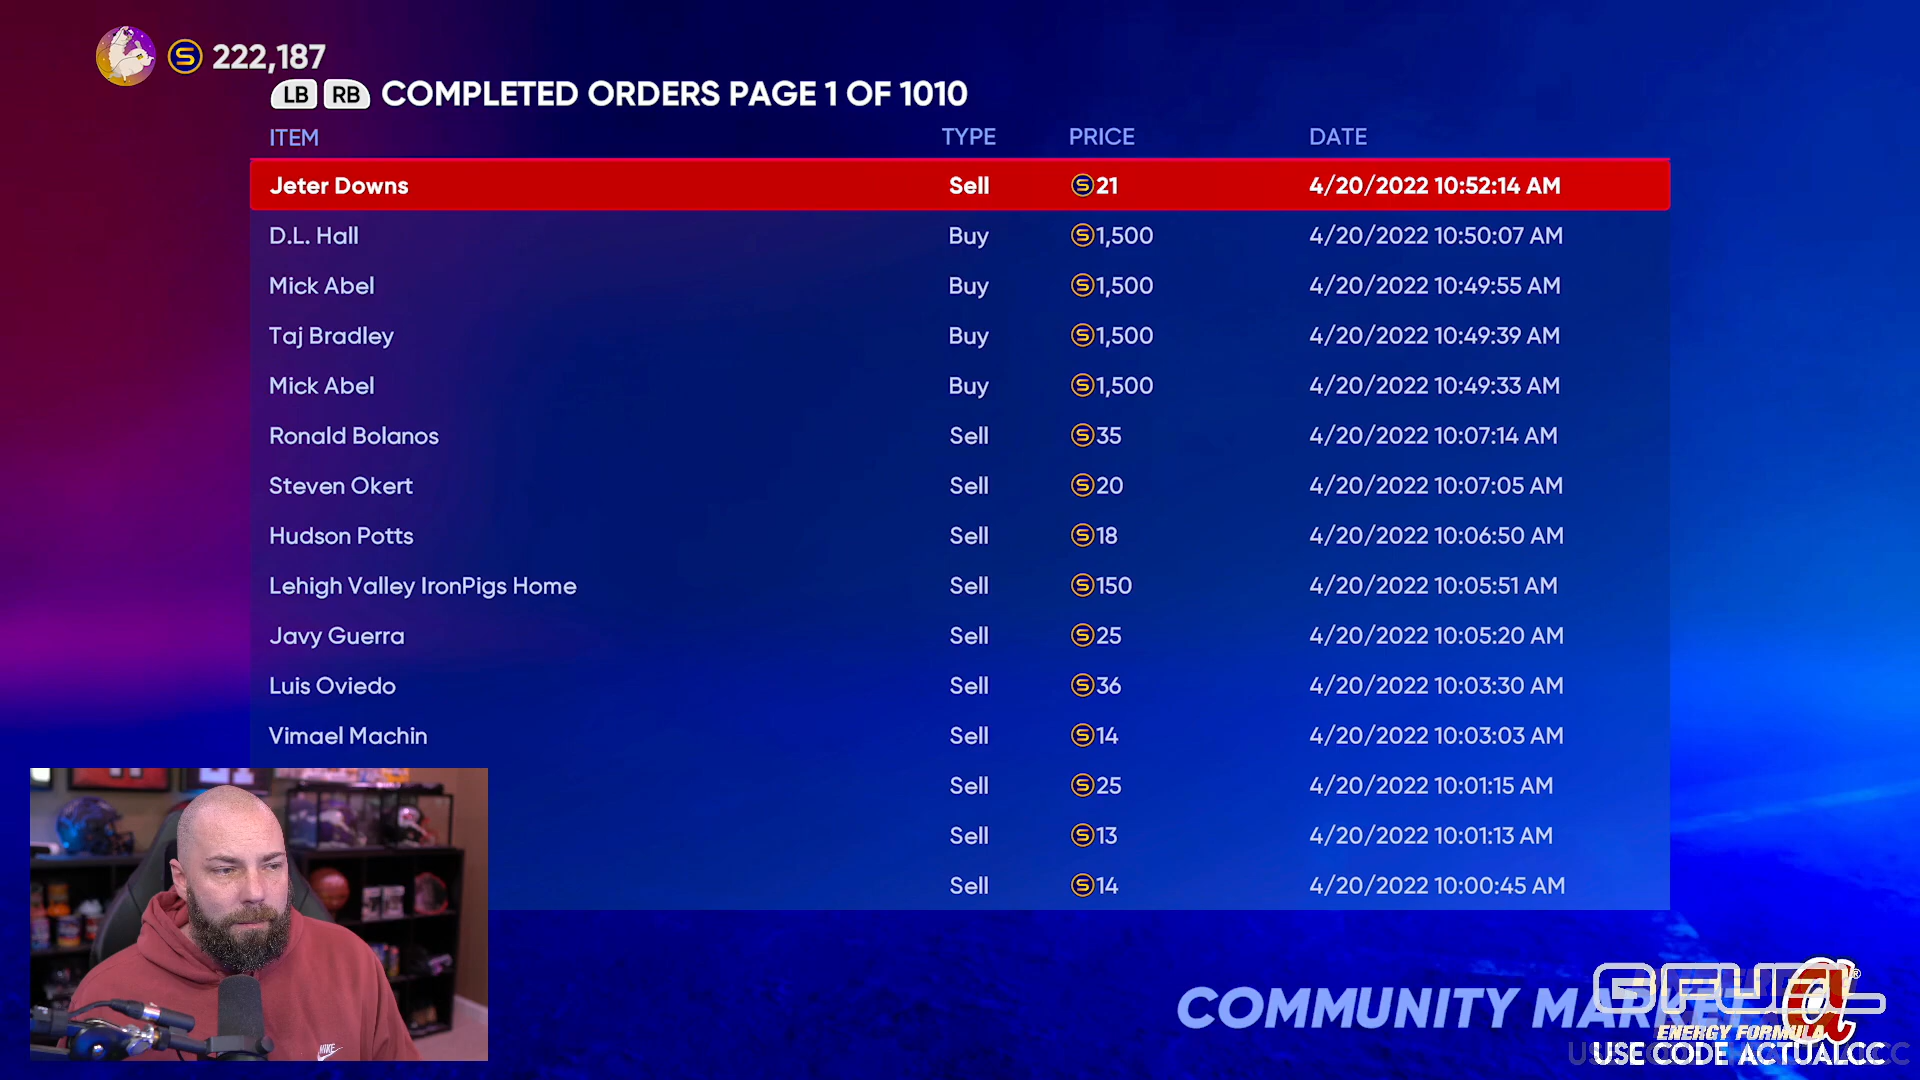 222,187
LB RB COMPLETED ORDERS PAGE 1 OF 1010
ITEM TYPE PRICE DATE
Jeter Downs Sell 21 4/20/2022 10:52:14 AM
D.L. Hall Buy 1,500 4/20/2022 10:50:07 AM
Mick Abel Buy 1,500 4/20/2022 10:49:55 AM
Taj Bradley Buy 1,500 4/20/2022 10:49:39 AM
Mick Abel Buy 1,500 4/20/2022 10:49:33 AM
Ronald Bolanos Sell 35 4/20/2022 10:07:14 AM
Steven Okert Sell 20 4/20/2022 10:07:05 AM
Hudson Potts Sell 18 4/20/2022 10:06:50 AM
Lehigh Valley IronPigs Home Sell 150 4/20/2022 10:05:51 AM
Javy Guerra Sell 25 4/20/2022 10:05:20 AM
Luis Oviedo Sell 36 4/20/2022 10:03:30 AM
Vimael Machin Sell 14 4/20/2022 10:03:03 AM
Sell 25 4/20/2022 10:01:15 AM
Sell 13 4/20/2022 10:01:13 AM
Sell 14 4/20/2022 10:00:45 AM
NIKE
COMMUNITY MARKET
G FUEL
ENERGY FORMULA
USE CODE ACTUALCC